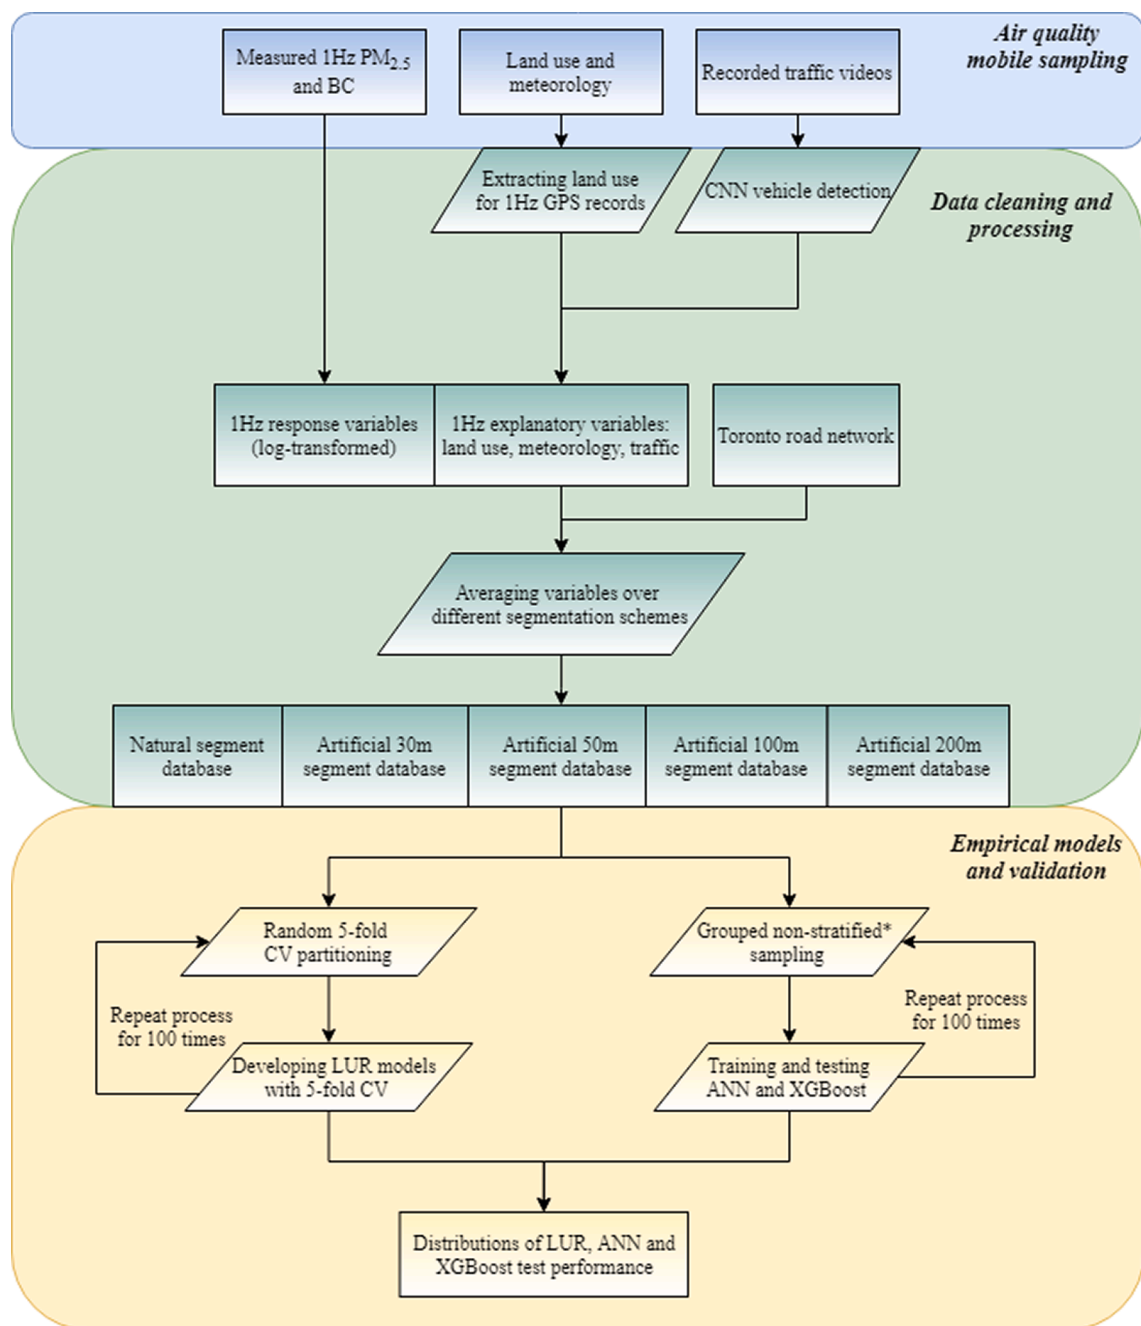 Air quality
mobile sampling
Measured 1Hz PM2.5
and BC
Land use and
meteorology
Recorded traffic videos
Extracting land use
for 1Hz GPS records
CNN vehicle detection
Data cleaning and
processing
1Hz response variables
(log-transformed)
1Hz explanatory variables:
land use, meteorology, traffic
Toronto road network
Averaging variables over
different segmentation schemes
Natural segment
database
Artificial 30m
segment database
Artificial 50m
segment database
Artificial 100m
segment database
Artificial 200m
segment database
Empirical models
and validation
Random 5-fold
CV partitioning
Grouped non-stratified*
sampling
Repeat process
for 100 times
Repeat process
for 100 times
Developing LUR models
with 5-fold CV
Training and testing
ANN and XGBoost
Distributions of LUR, ANN and
XGBoost test performance